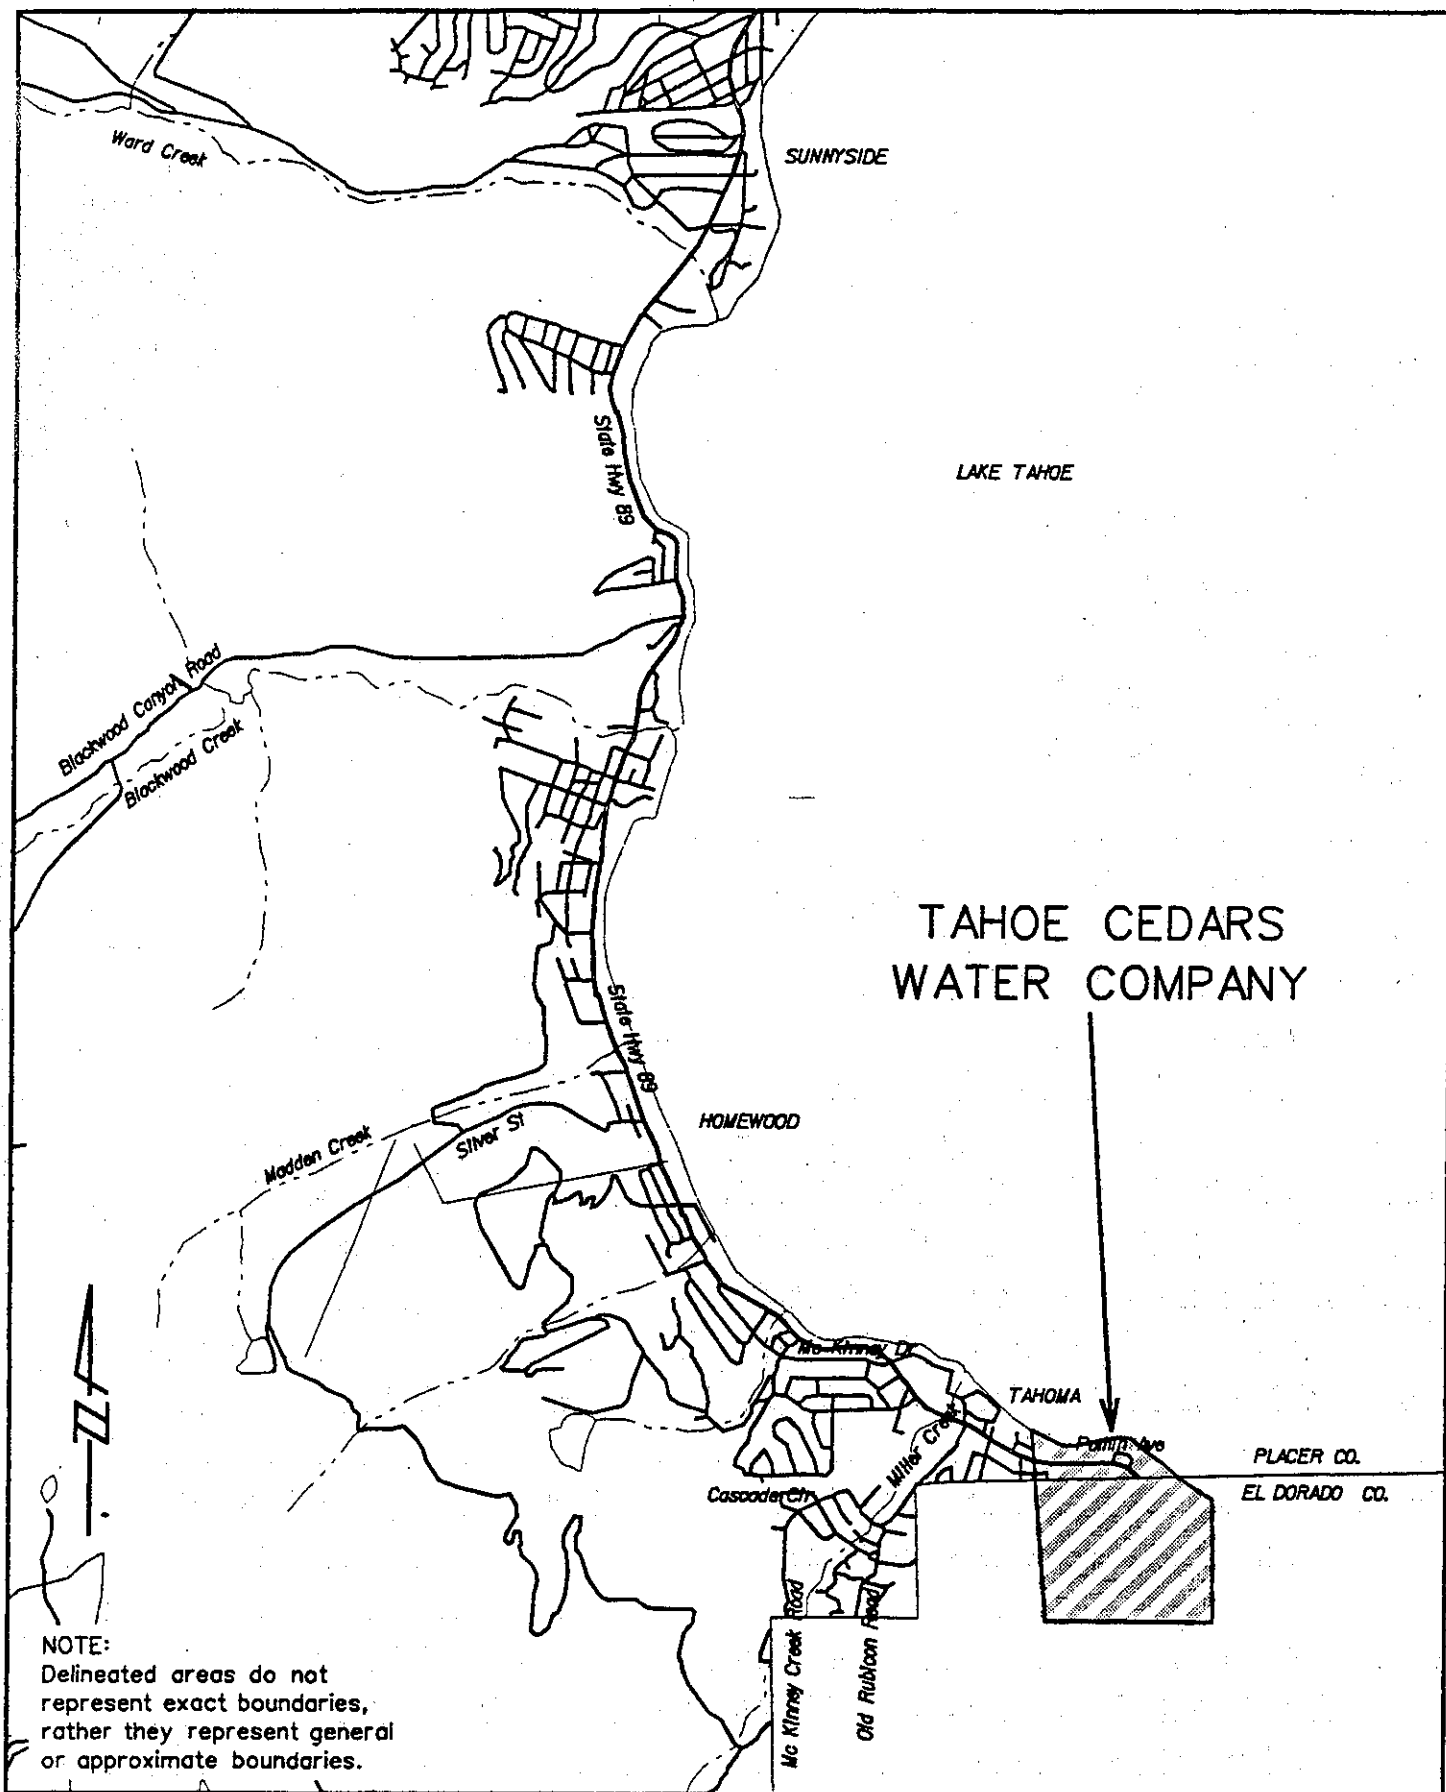 Ward Creek
SUNNYSIDE
State Hwy 89
LAKE TAHOE
Blackwood Canyon Road
Blackwood Creek
TAHOE CEDARS
WATER COMPANY
State Hwy 89
HOMEWOOD
Madden Creek
Silver St
Mc Kinney Dr
TAHOMA
Miller Creek
Pomin Ave
PLACER CO.
EL DORADO CO.
Cascade Cir
Mc Kinney Creek Road
Old Rubicon Road
N
NOTE:
Delineated areas do not
represent exact boundaries,
rather they represent general
or approximate boundaries.